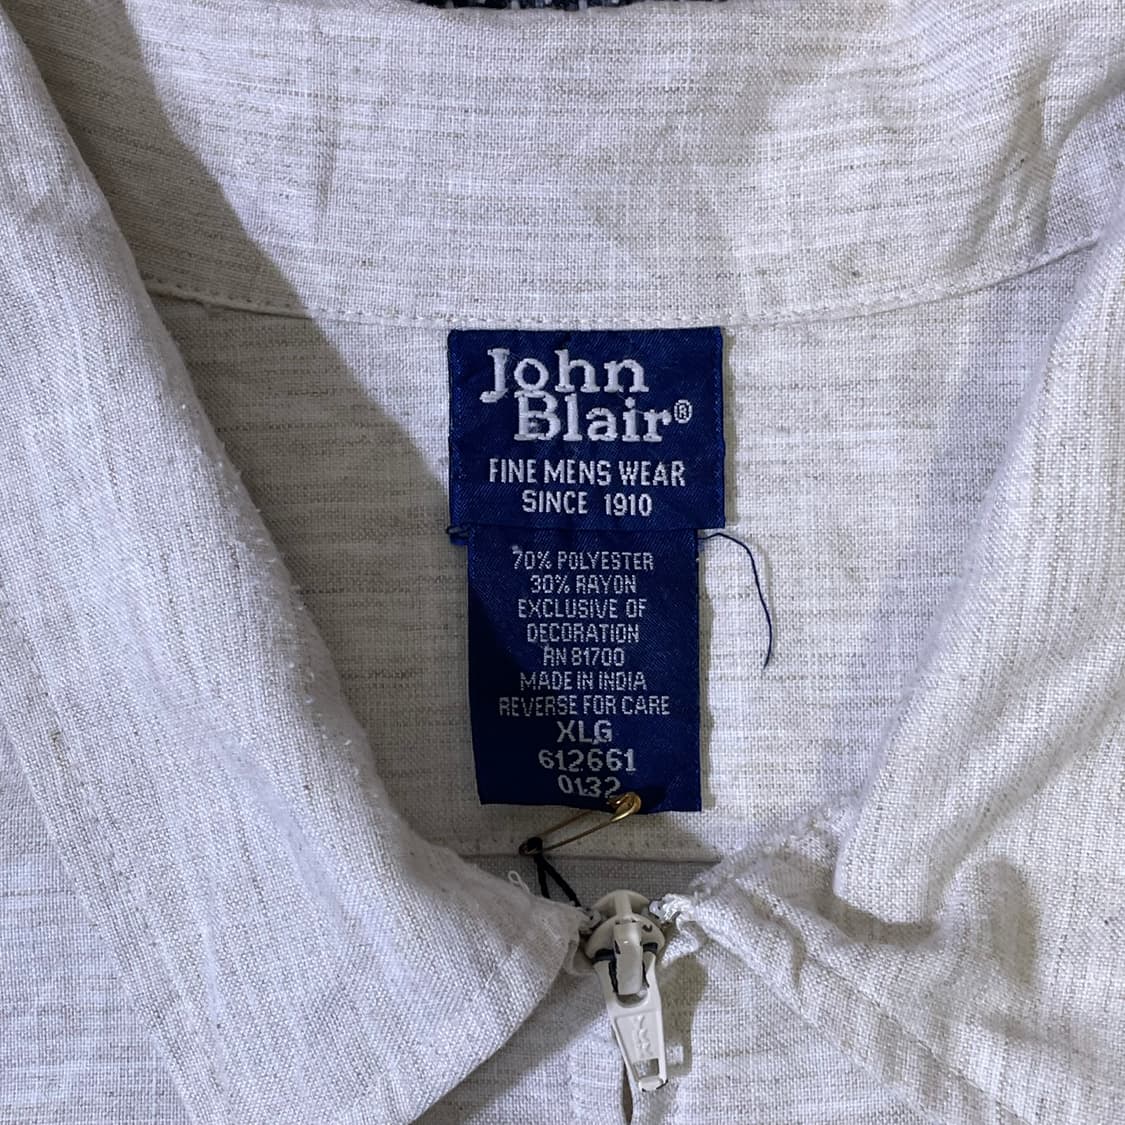 John
Blair®
FINE MENS WEAR
SINCE 1910
70% POLYESTER
30% RAYON
EXCLUSIVE OF
DECORATION
RN 81700
MADE IN INDIA
REVERSE FOR CARE
XLG
612661
0132
YKK